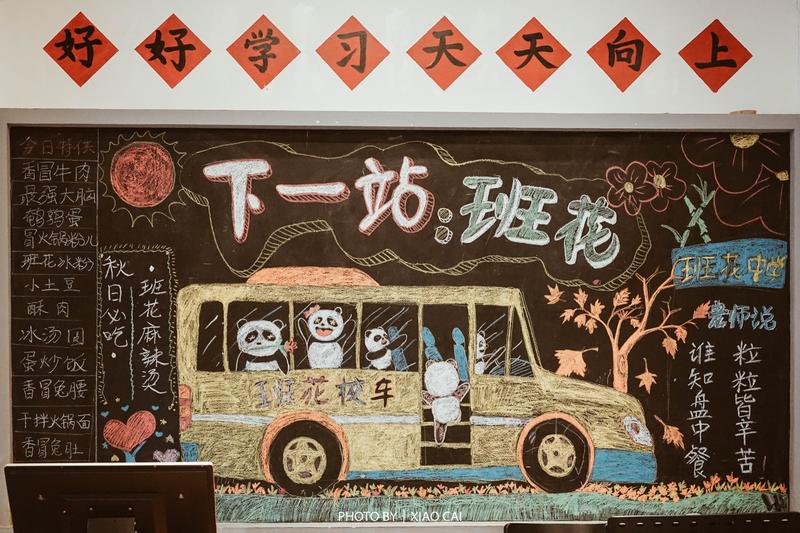 好好学习天天向上
今日特供
香冒牛肉
最强大脑
鹌鹑蛋
冒火锅粉儿
班花冰粉
小土豆
酥肉
冰汤圆
蛋炒饭
香冒兔腰
干拌火锅面
香冒兔肚
秋日必吃：
·班花麻辣烫
下一站：班花
班花校车
班花中学
老师说
谁知盘中餐
粒粒皆辛苦
PHOTO BY | XIAO CAI